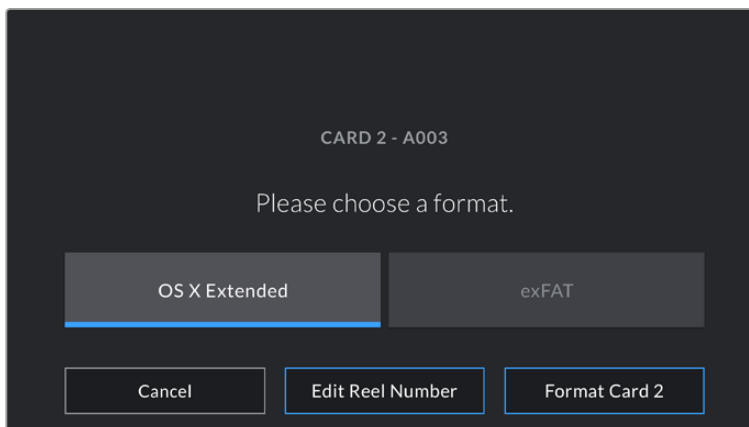 CARD 2 - A003
Please choose a format.
OS X Extended
exFAT
Cancel
Edit Reel Number
Format Card 2